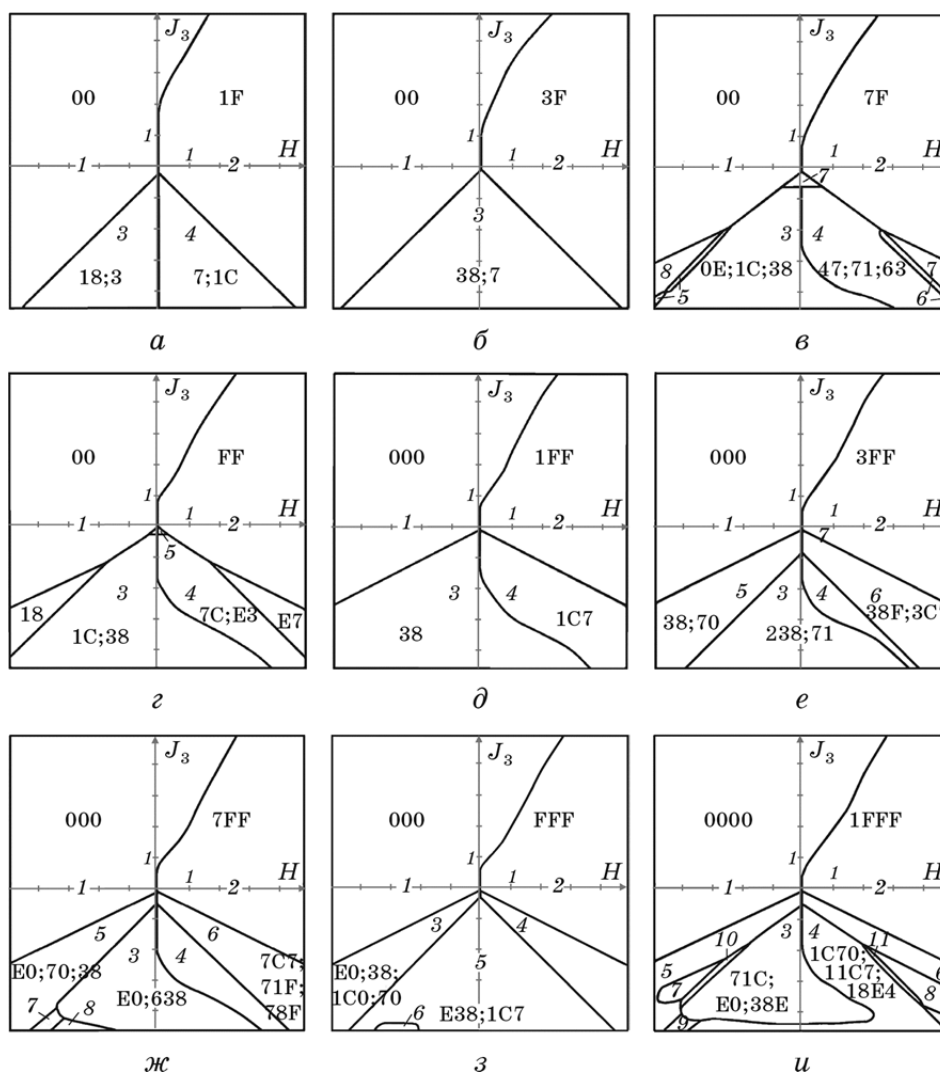 J₃
00
1F
1
1
1
2
H
3
4
18;3
7;1C
а
J₃
00
3F
1
1
1
2
H
3
38;7
б
J₃
00
7F
1
1
1
2
H
7
3
4
8
0E;1C;38
47;71;63
7
5
6
в
J₃
00
FF
1
1
1
2
H
5
3
4
18
7C;E3
E7
1C;38
г
J₃
000
1FF
1
1
1
2
H
3
4
38
1C7
д
J₃
000
3FF
1
1
1
2
H
7
5
3
4
6
38;70
38F;3C7
238;71
е
J₃
000
7FF
1
1
1
2
H
5
6
3
4
E0;70;38
7C7;
71F;
78F
E0;638
7
8
ж
J₃
000
FFF
1
1
1
2
H
3
4
5
E0;38;
1C0;70
6
E38;1C7
з
J₃
0000
1FFF
1
1
1
2
H
3
4
10
11
5
6
7
8
9
71C;
E0;38E
1C70;
11C7;
18E4
и